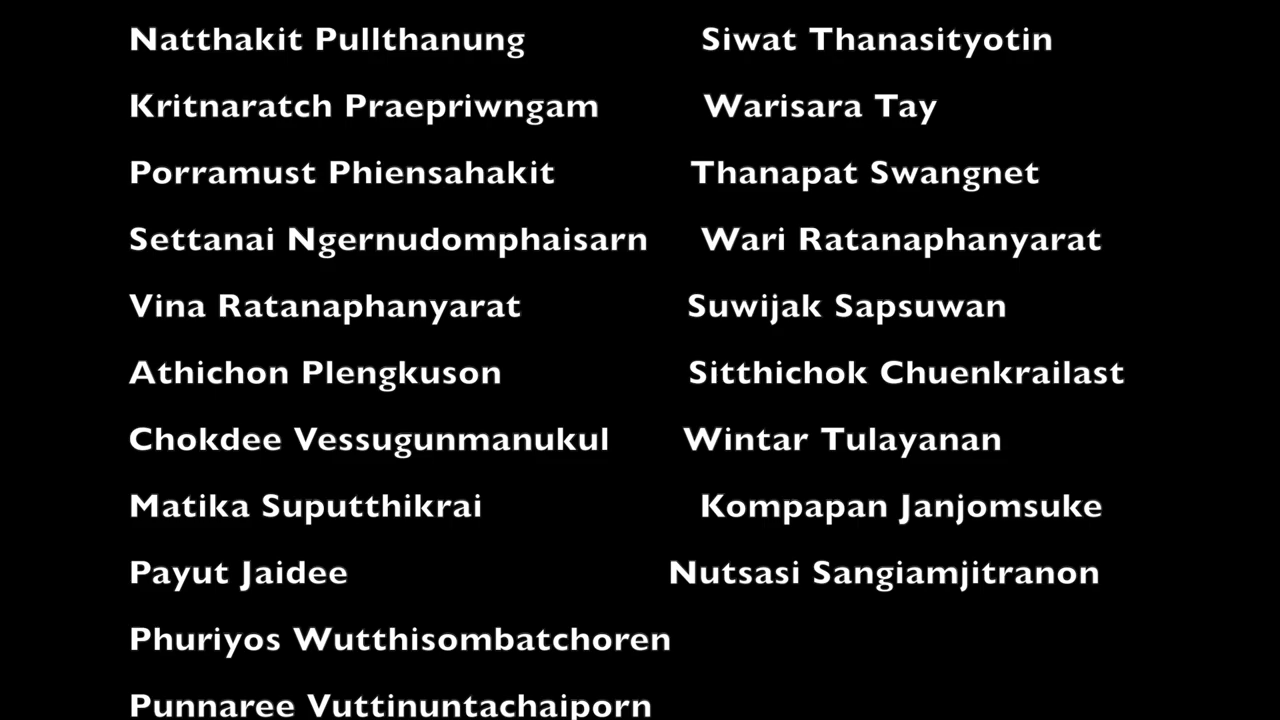 Natthakit Pullthanung Siwat Thanasityotin
Kritnaratch Praepriwngam Warisara Tay
Porramust Phiensahakit Thanapat Swangnet
Settanai Ngernudomphaisarn Wari Ratanaphanyarat
Vina Ratanaphanyarat Suwijak Sapsuwan
Athichon Plengkuson Sitthichok Chuenkrailast
Chokdee Vessugunmanukul Wintar Tulayanan
Matika Suputthikrai Kompapan Janjomsuke
Payut Jaidee Nutsasi Sangiamjitranon
Phuriyos Wutthisombatchoren
Punnaree Vuttinuntachaiporn